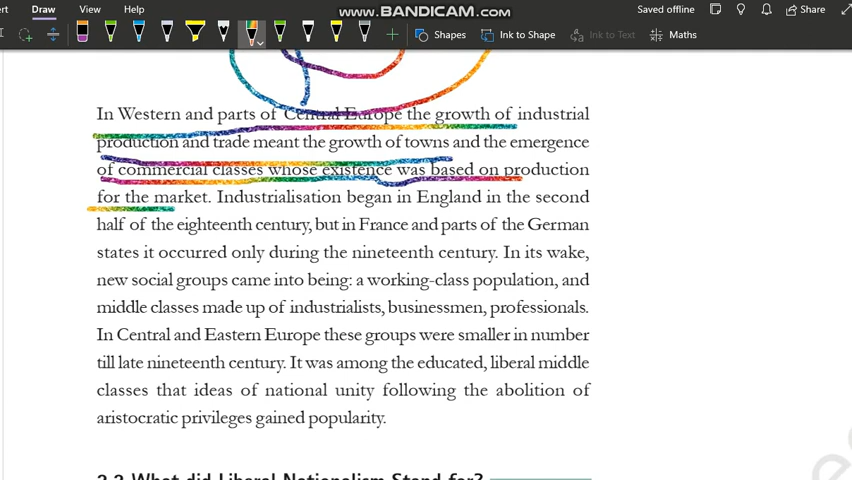 www.BANDICAM.com
Draw View Help Saved offline Share
Shapes Ink to Shape Ink to Text Maths
In Western and parts of Central Europe the growth of industrial
production and trade meant the growth of towns and the emergence
of commercial classes whose existence was based on production
for the market. Industrialisation began in England in the second
half of the eighteenth century, but in France and parts of the German
states it occurred only during the nineteenth century. In its wake,
new social groups came into being: a working-class population, and
middle classes made up of industrialists, businessmen, professionals.
In Central and Eastern Europe these groups were smaller in number
till late nineteenth century. It was among the educated, liberal middle
classes that ideas of national unity following the abolition of
aristocratic privileges gained popularity.
What did Liberal Nationalism Stand for?